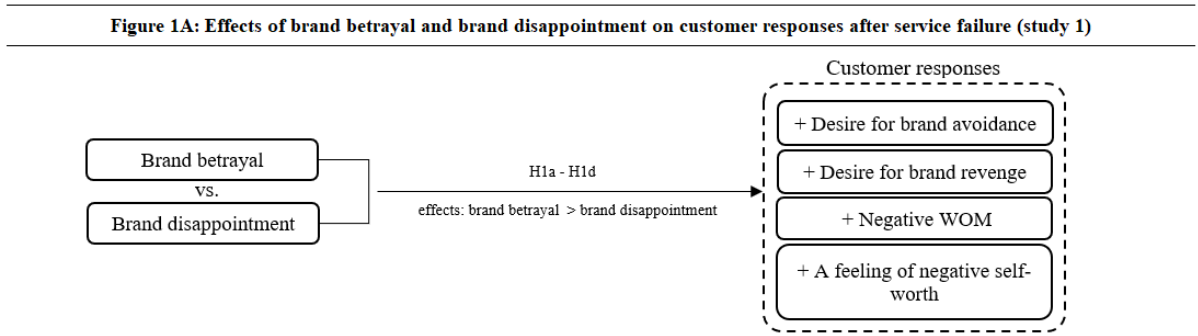 Figure 1A: Effects of brand betrayal and brand disappointment on customer responses after service failure (study 1)
Customer responses
Brand betrayal
vs.
Brand disappointment
H1a - H1d
effects: brand betrayal > brand disappointment
+ Desire for brand avoidance
+ Desire for brand revenge
+ Negative WOM
+ A feeling of negative self-
worth